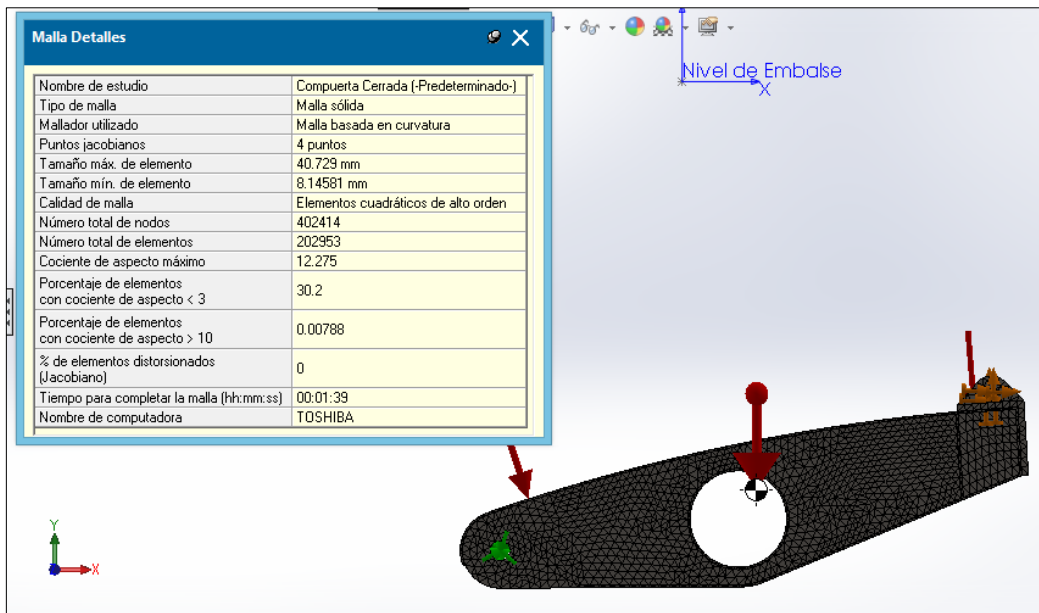 Malla Detalles
Nombre de estudio Compuerta Cerrada (-Predeterminado-)
Tipo de malla Malla sólida
Mallador utilizado Malla basada en curvatura
Puntos jacobianos 4 puntos
Tamaño máx. de elemento 40.729 mm
Tamaño mín. de elemento 8.14581 mm
Calidad de malla Elementos cuadráticos de alto orden
Número total de nodos 402414
Número total de elementos 202953
Cociente de aspecto máximo 12.275
Porcentaje de elementos
con cociente de aspecto < 3 30.2
Porcentaje de elementos
con cociente de aspecto > 10 0.00788
% de elementos distorsionados
(Jacobiano) 0
Tiempo para completar la malla (hh:mm:ss) 00:01:39
Nombre de computadora TOSHIBA
Nivel de Embalse
X
Y
X